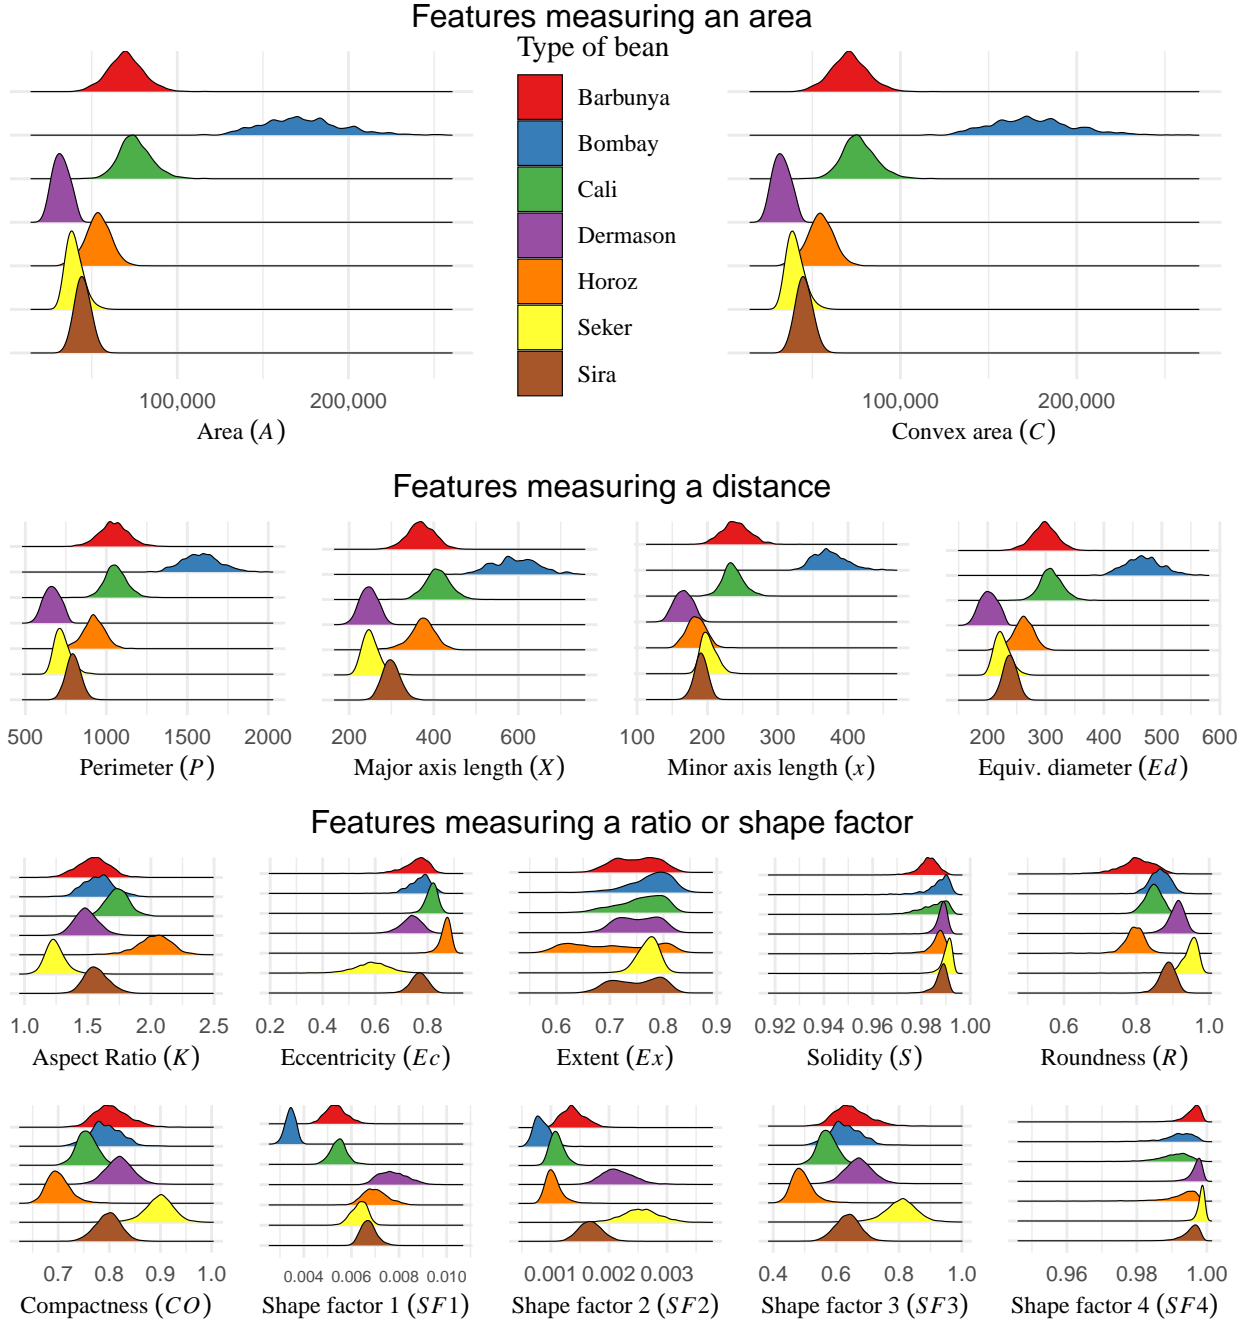 Features measuring an area
Type of bean
Barbunya
Bombay
Cali
Dermason
Horoz
Seker
Sira
100,000 200,000
Area (A)
100,000 200,000
Convex area (C)
Features measuring a distance
500 1000 1500 2000
Perimeter (P)
200 400 600
Major axis length (X)
100 200 300 400
Minor axis length (x)
200 300 400 500 600
Equiv. diameter (Ed)
Features measuring a ratio or shape factor
1.0 1.5 2.0 2.5
Aspect Ratio (K)
0.2 0.4 0.6 0.8
Eccentricity (Ec)
0.6 0.7 0.8 0.9
Extent (Ex)
0.92 0.94 0.96 0.98 1.00
Solidity (S)
0.6 0.8 1.0
Roundness (R)
0.7 0.8 0.9 1.0
Compactness (CO)
0.004 0.006 0.008 0.010
Shape factor 1 (SF1)
0.001 0.002 0.003
Shape factor 2 (SF2)
0.4 0.6 0.8 1.0
Shape factor 3 (SF3)
0.96 0.98 1.00
Shape factor 4 (SF4)